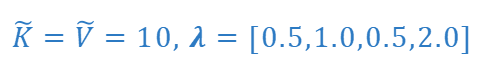 K̃ = Ṽ = 10, 𝝀 = [0.5,1.0,0.5,2.0]